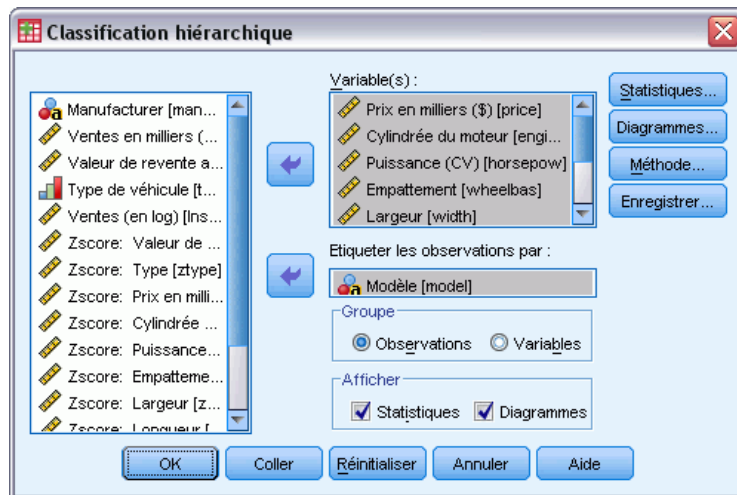 Classification hiérarchique
Manufacturer [man...
Ventes en milliers (...
Valeur de revente a...
Type de véhicule [t...
Ventes (en log) [lns...
Zscore: Valeur de ...
Zscore: Type [ztype]
Zscore: Prix en milli...
Zscore: Cylindrée ...
Zscore: Puissance...
Zscore: Empatteme...
Zscore: Largeur [z...
Zscore: Longueur [
Variable(s) :
Prix en milliers ($) [price]
Cylindrée du moteur [engi...
Puissance (CV) [horsepow]
Empattement [wheelbas]
Largeur [width]
Etiqueter les observations par :
Modèle [model]
Groupe
Observations Variables
Afficher
Statistiques Diagrammes
Statistiques...
Diagrammes...
Méthode...
Enregistrer...
OK Coller Réinitialiser Annuler Aide